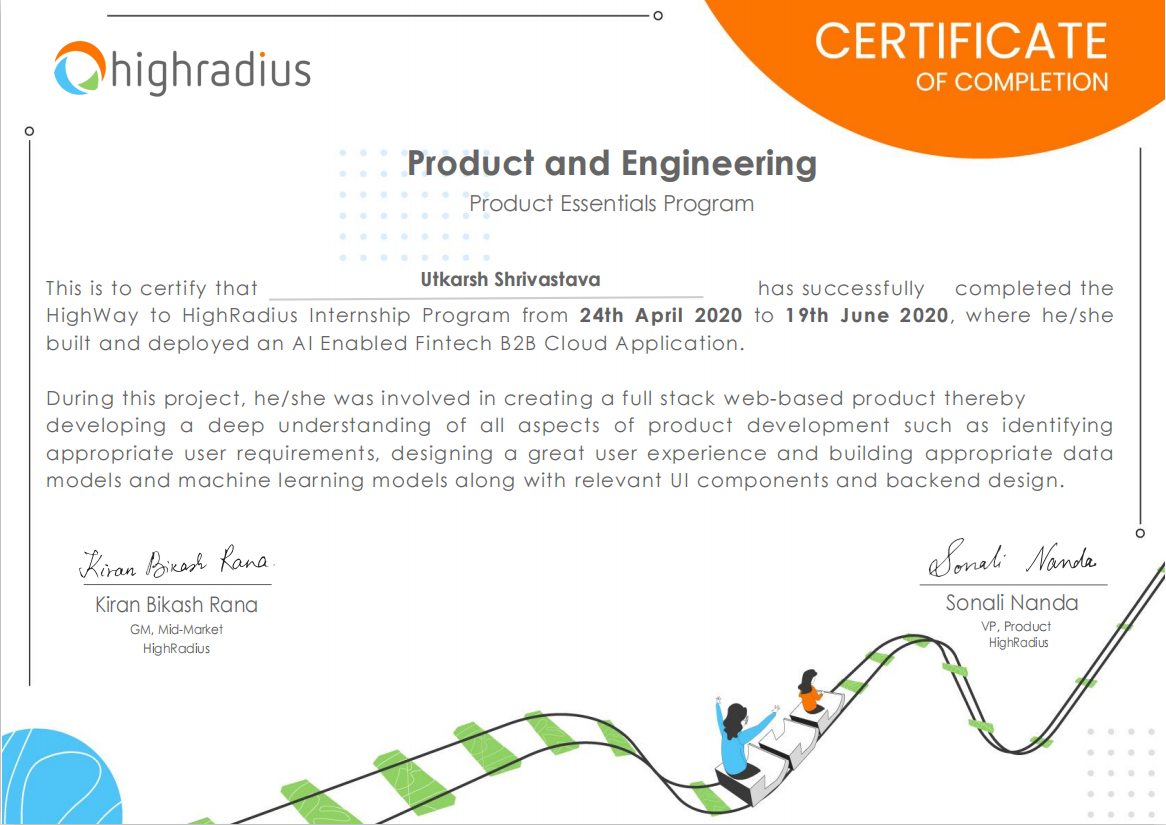 highradius
CERTIFICATE
OF COMPLETION
Product and Engineering
Product Essentials Program
This is to certify that Utkarsh Shrivastava has successfully completed the
HighWay to HighRadius Internship Program from 24th April 2020 to 19th June 2020, where he/she
built and deployed an AI Enabled Fintech B2B Cloud Application.
During this project, he/she was involved in creating a full stack web-based product thereby
developing a deep understanding of all aspects of product development such as identifying
appropriate user requirements, designing a great user experience and building appropriate data
models and machine learning models along with relevant UI components and backend design.
Kiran Bikash Rana
Kiran Bikash Rana
GM, Mid-Market
HighRadius
Sonali Nanda
Sonali Nanda
VP, Product
HighRadius